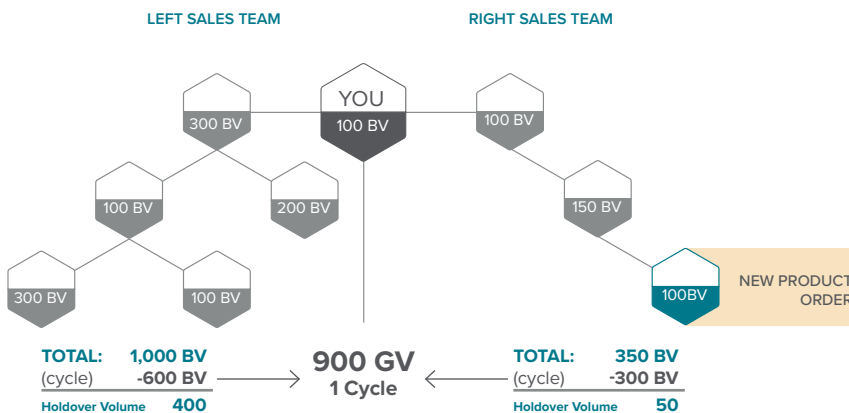 LEFT SALES TEAM
RIGHT SALES TEAM
YOU
100 BV
300 BV
100 BV
100 BV
200 BV
150 BV
300 BV
100 BV
100BV
NEW PRODUCT
ORDER
TOTAL: 1,000 BV
(cycle) -600 BV
Holdover Volume 400
900 GV
1 Cycle
TOTAL: 350 BV
(cycle) -300 BV
Holdover Volume 50